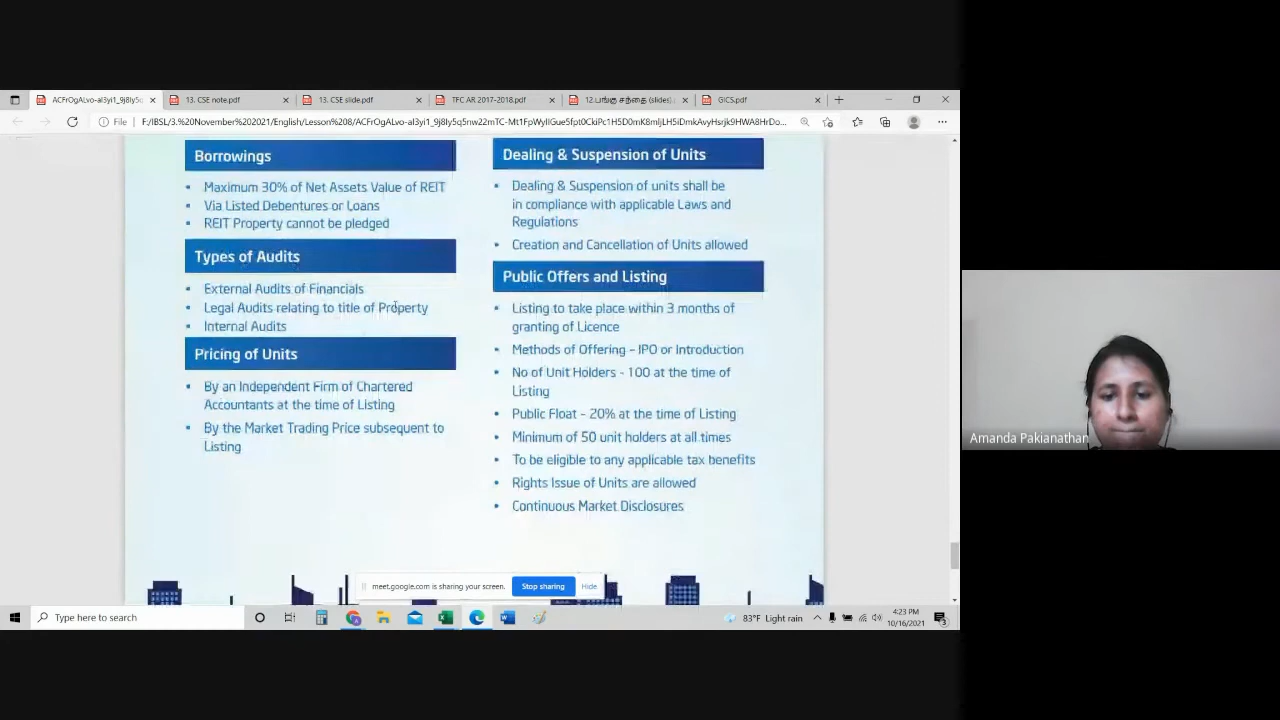 ACFrOgALvo-aI3yi1_9j8ly5q
13. CSE note.pdf
13. CSE slide.pdf
TFC AR 2017-2018.pdf
12.பங்கு சந்தை (slides)
GICS.pdf
File
Borrowings
Maximum 30% of Net Assets Value of REIT
Via Listed Debentures or Loans
REIT Property cannot be pledged
Types of Audits
External Audits of Financials
Legal Audits relating to title of Property
Internal Audits
Pricing of Units
By an Independent Firm of Chartered
Accountants at the time of Listing
By the Market Trading Price subsequent to
Listing
Dealing & Suspension of Units
Dealing & Suspension of units shall be
in compliance with applicable Laws and
Regulations
Creation and Cancellation of Units allowed
Public Offers and Listing
Listing to take place within 3 months of
granting of Licence
Methods of Offering – IPO or Introduction
No of Unit Holders - 100 at the time of
Listing
Public Float – 20% at the time of Listing
Minimum of 50 unit holders at all times
To be eligible to any applicable tax benefits
Rights Issue of Units are allowed
Continuous Market Disclosures
Amanda Pakianathan
meet.google.com is sharing your screen.
Stop sharing
Hide
Type here to search
83°F Light rain
4:23 PM
10/16/2021